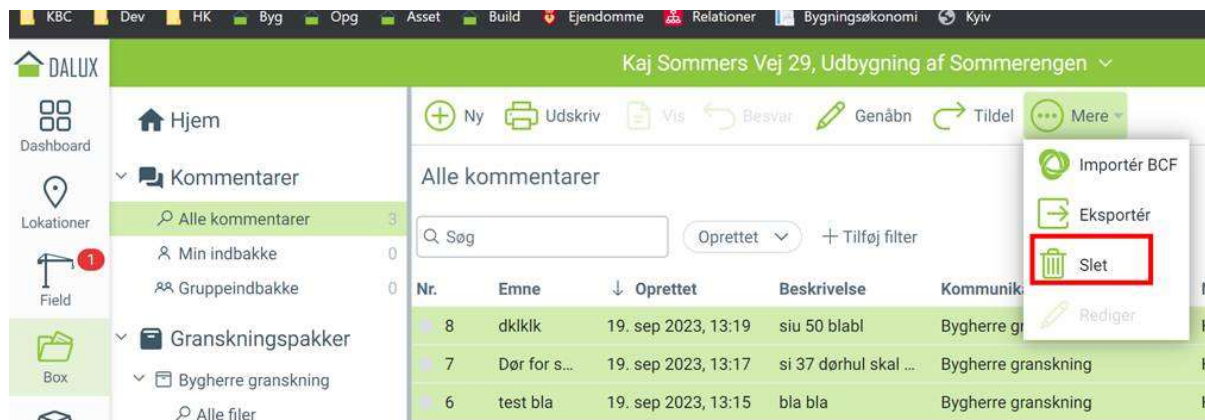 KBC Dev HK Byg Opg Asset Build Ejendomme Relationer Bygningsøkonomi Kyiv
DALUX
Kaj Sommers Vej 29, Udbygning af Sommerengen
Dashboard
Lokationer
1
Field
Box
Hjem
Kommentarer
Alle kommentarer 3
Min indbakke 0
Gruppeindbakke 0
Granskningspakker
Bygherre granskning
Alle filer
Ny Udskriv Vis Besvar Genåbn Tildel Mere
Importér BCF
Eksportér
Slet
Rediger
Alle kommentarer
Søg Oprettet Tilføj filter
Nr. Emne Oprettet Beskrivelse
8 dklklk 19. sep 2023, 13:19 siu 50 blabl Bygherre
7 Dør for s... 19. sep 2023, 13:17 si 37 dørhul skal ... Bygherre granskning
6 test bla 19. sep 2023, 13:15 bla bla Bygherre granskning